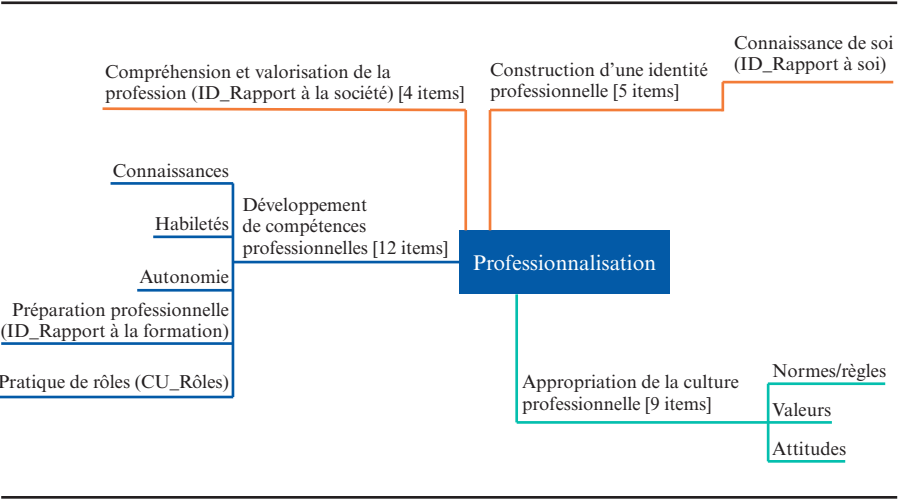 Connaissance de soi
(ID_Rapport à soi)
Compréhension et valorisation de la
profession (ID_Rapport à la société) [4 items]
Construction d’une identité
professionnelle [5 items]
Connaissances
Habiletés
Autonomie
Préparation professionnelle
(ID_Rapport à la formation)
Pratique de rôles (CU_Rôles)
Développement
de compétences
professionnelles [12 items]
Professionnalisation
Appropriation de la culture
professionnelle [9 items]
Normes/règles
Valeurs
Attitudes